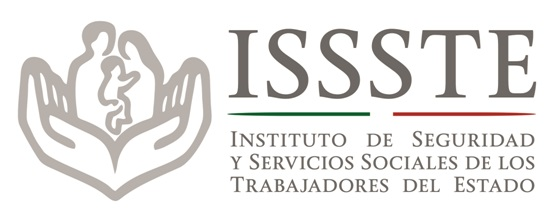 ISSSTE
INSTITUTO DE SEGURIDAD
Y SERVICIOS SOCIALES DE LOS
TRABAJADORES DEL ESTADO